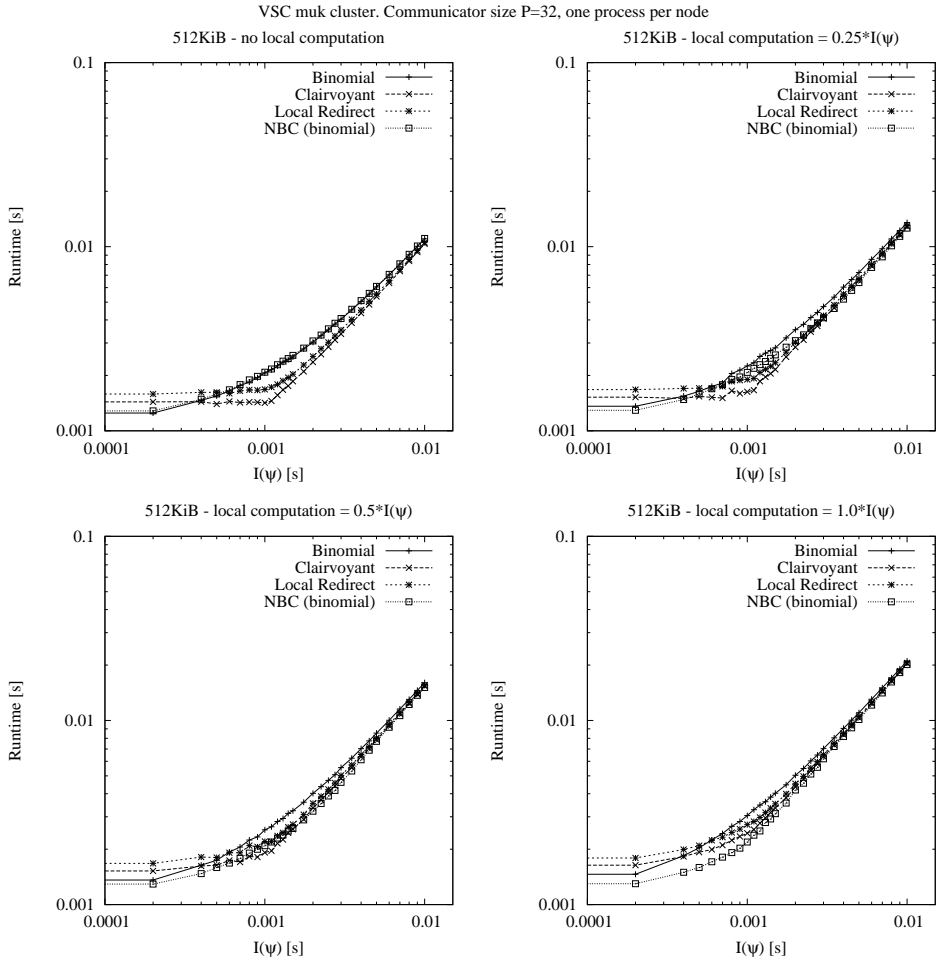 VSC muk cluster. Communicator size P=32, one process per node
512KiB - no local computation
0.1
0.01
0.001
0.0001
0.001
0.01
Runtime [s]
I(ψ) [s]
Binomial
Clairvoyant
Local Redirect
NBC (binomial)
512KiB - local computation = 0.25*I(ψ)
0.1
0.01
0.001
0.0001
0.001
0.01
Runtime [s]
I(ψ) [s]
Binomial
Clairvoyant
Local Redirect
NBC (binomial)
512KiB - local computation = 0.5*I(ψ)
0.1
0.01
0.001
0.0001
0.001
0.01
Runtime [s]
I(ψ) [s]
Binomial
Clairvoyant
Local Redirect
NBC (binomial)
512KiB - local computation = 1.0*I(ψ)
0.1
0.01
0.001
0.0001
0.001
0.01
Runtime [s]
I(ψ) [s]
Binomial
Clairvoyant
Local Redirect
NBC (binomial)